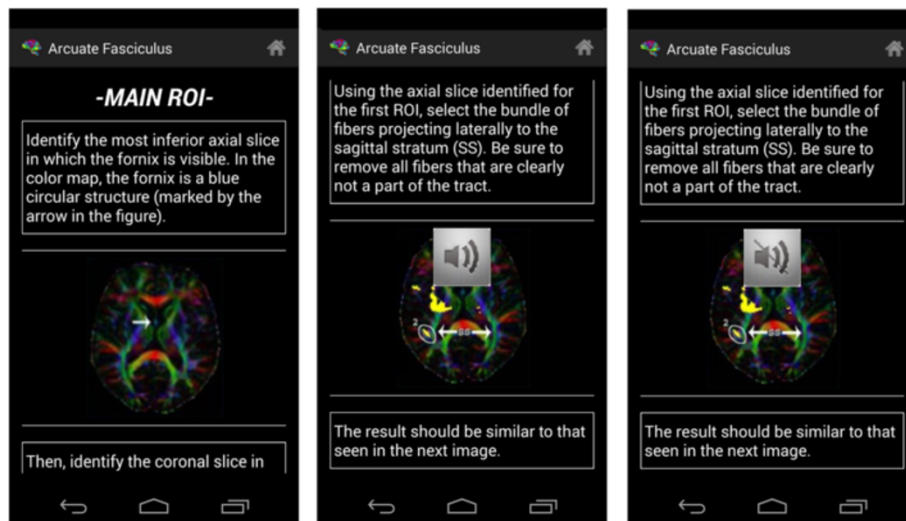 Arcuate Fasciculus
-MAIN ROI-
Identify the most inferior axial slice
in which the fornix is visible. In the
color map, the fornix is a blue
circular structure (marked by the
arrow in the figure).
Then, identify the coronal slice in
Arcuate Fasciculus
Using the axial slice identified for
the first ROI, select the bundle of
fibers projecting laterally to the
sagittal stratum (SS). Be sure to
remove all fibers that are clearly
not a part of the tract.
2
SS
The result should be similar to that
seen in the next image.
Arcuate Fasciculus
Using the axial slice identified for
the first ROI, select the bundle of
fibers projecting laterally to the
sagittal stratum (SS). Be sure to
remove all fibers that are clearly
not a part of the tract.
2
SS
The result should be similar to that
seen in the next image.